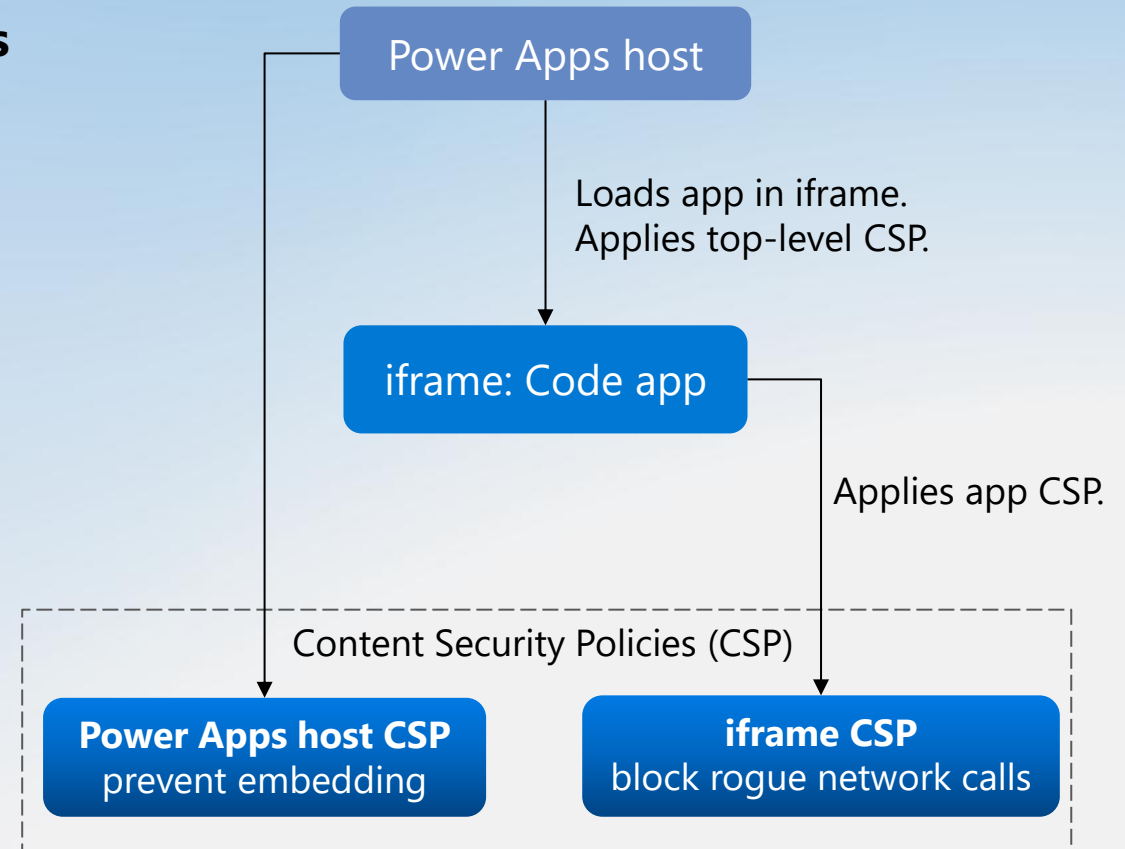 s
Power Apps host
Loads app in iframe.
Applies top-level CSP.
iframe: Code app
Applies app CSP.
Content Security Policies (CSP)
Power Apps host CSP
prevent embedding
iframe CSP
block rogue network calls